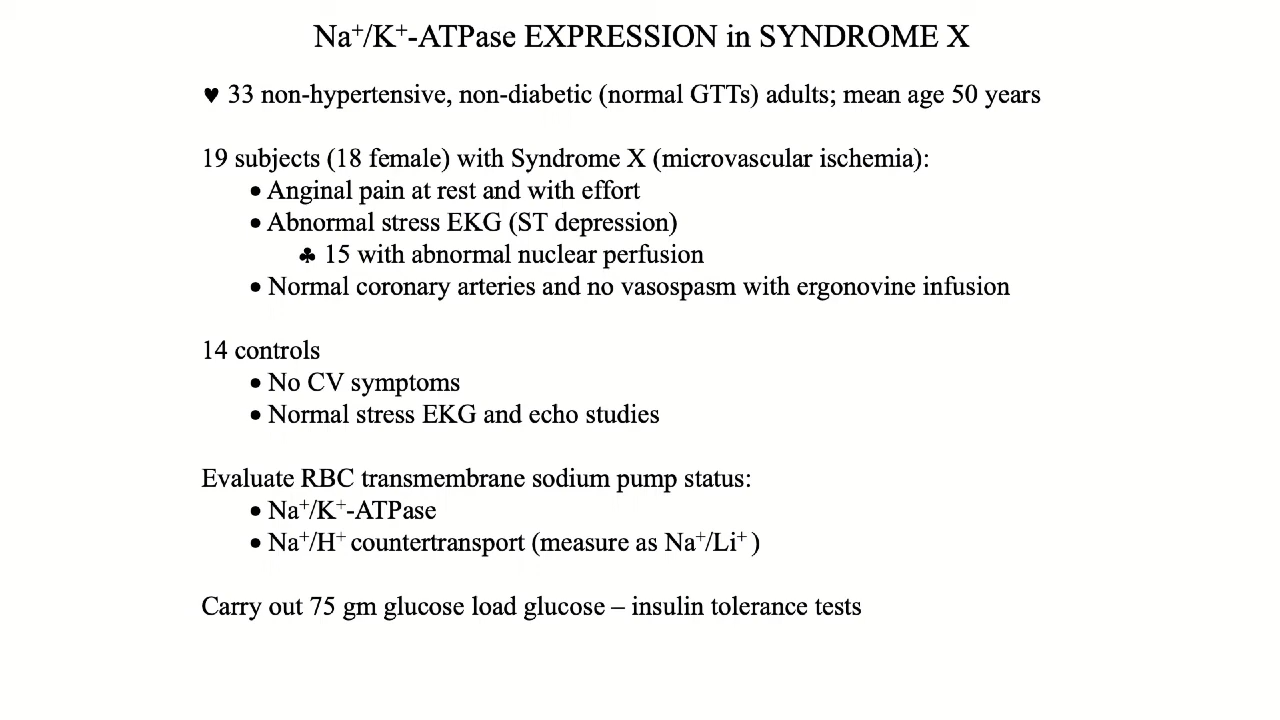 Na⁺/K⁺-ATPase EXPRESSION in SYNDROME X
♥ 33 non-hypertensive, non-diabetic (normal GTTs) adults; mean age 50 years
19 subjects (18 female) with Syndrome X (microvascular ischemia):
• Anginal pain at rest and with effort
• Abnormal stress EKG (ST depression)
♣ 15 with abnormal nuclear perfusion
• Normal coronary arteries and no vasospasm with ergonovine infusion
14 controls
• No CV symptoms
• Normal stress EKG and echo studies
Evaluate RBC transmembrane sodium pump status:
• Na⁺/K⁺-ATPase
• Na⁺/H⁺ countertransport (measure as Na⁺/Li⁺ )
Carry out 75 gm glucose load glucose – insulin tolerance tests